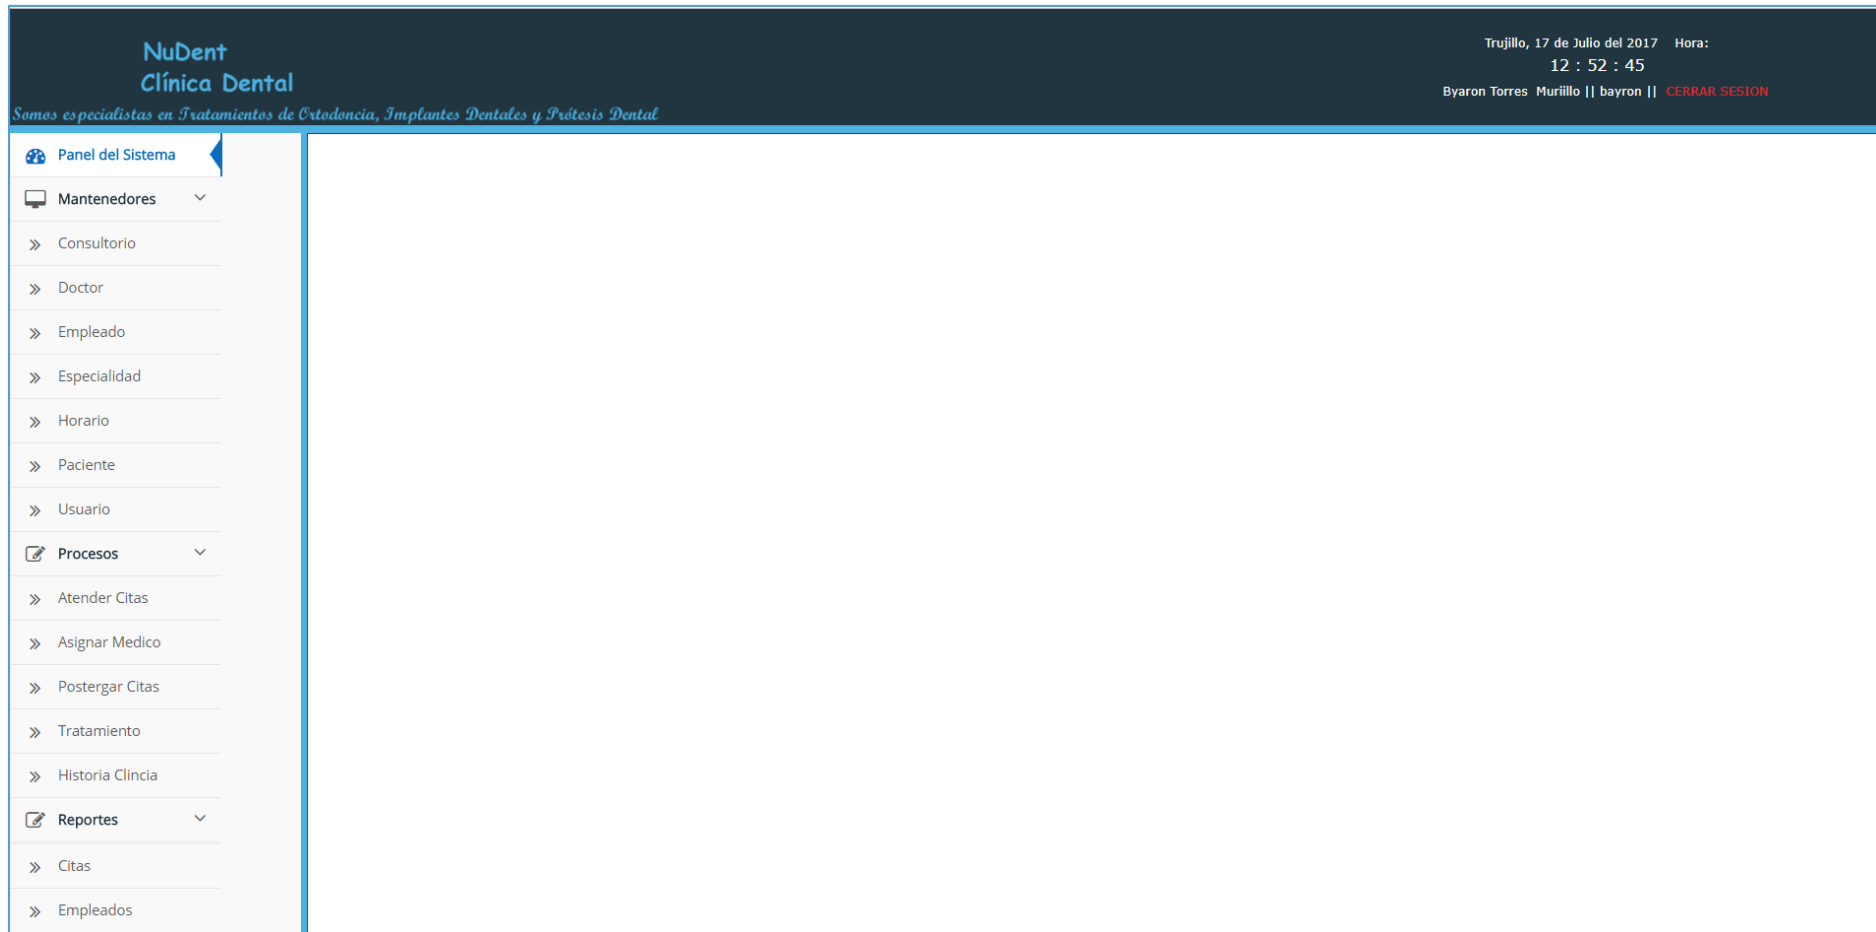 NuDent
Clínica Dental
Somos especialistas en Tratamientos de Ortodoncia, Implantes Dentales y Prótesis Dental
Trujillo, 17 de Julio del 2017 Hora:
12 : 52 : 45
Byaron Torres Muriillo || bayron || CERRAR SESION
Panel del Sistema
Mantenedores
Consultorio
Doctor
Empleado
Especialidad
Horario
Paciente
Usuario
Procesos
Atender Citas
Asignar Medico
Postergar Citas
Tratamiento
Historia Clincia
Reportes
Citas
Empleados